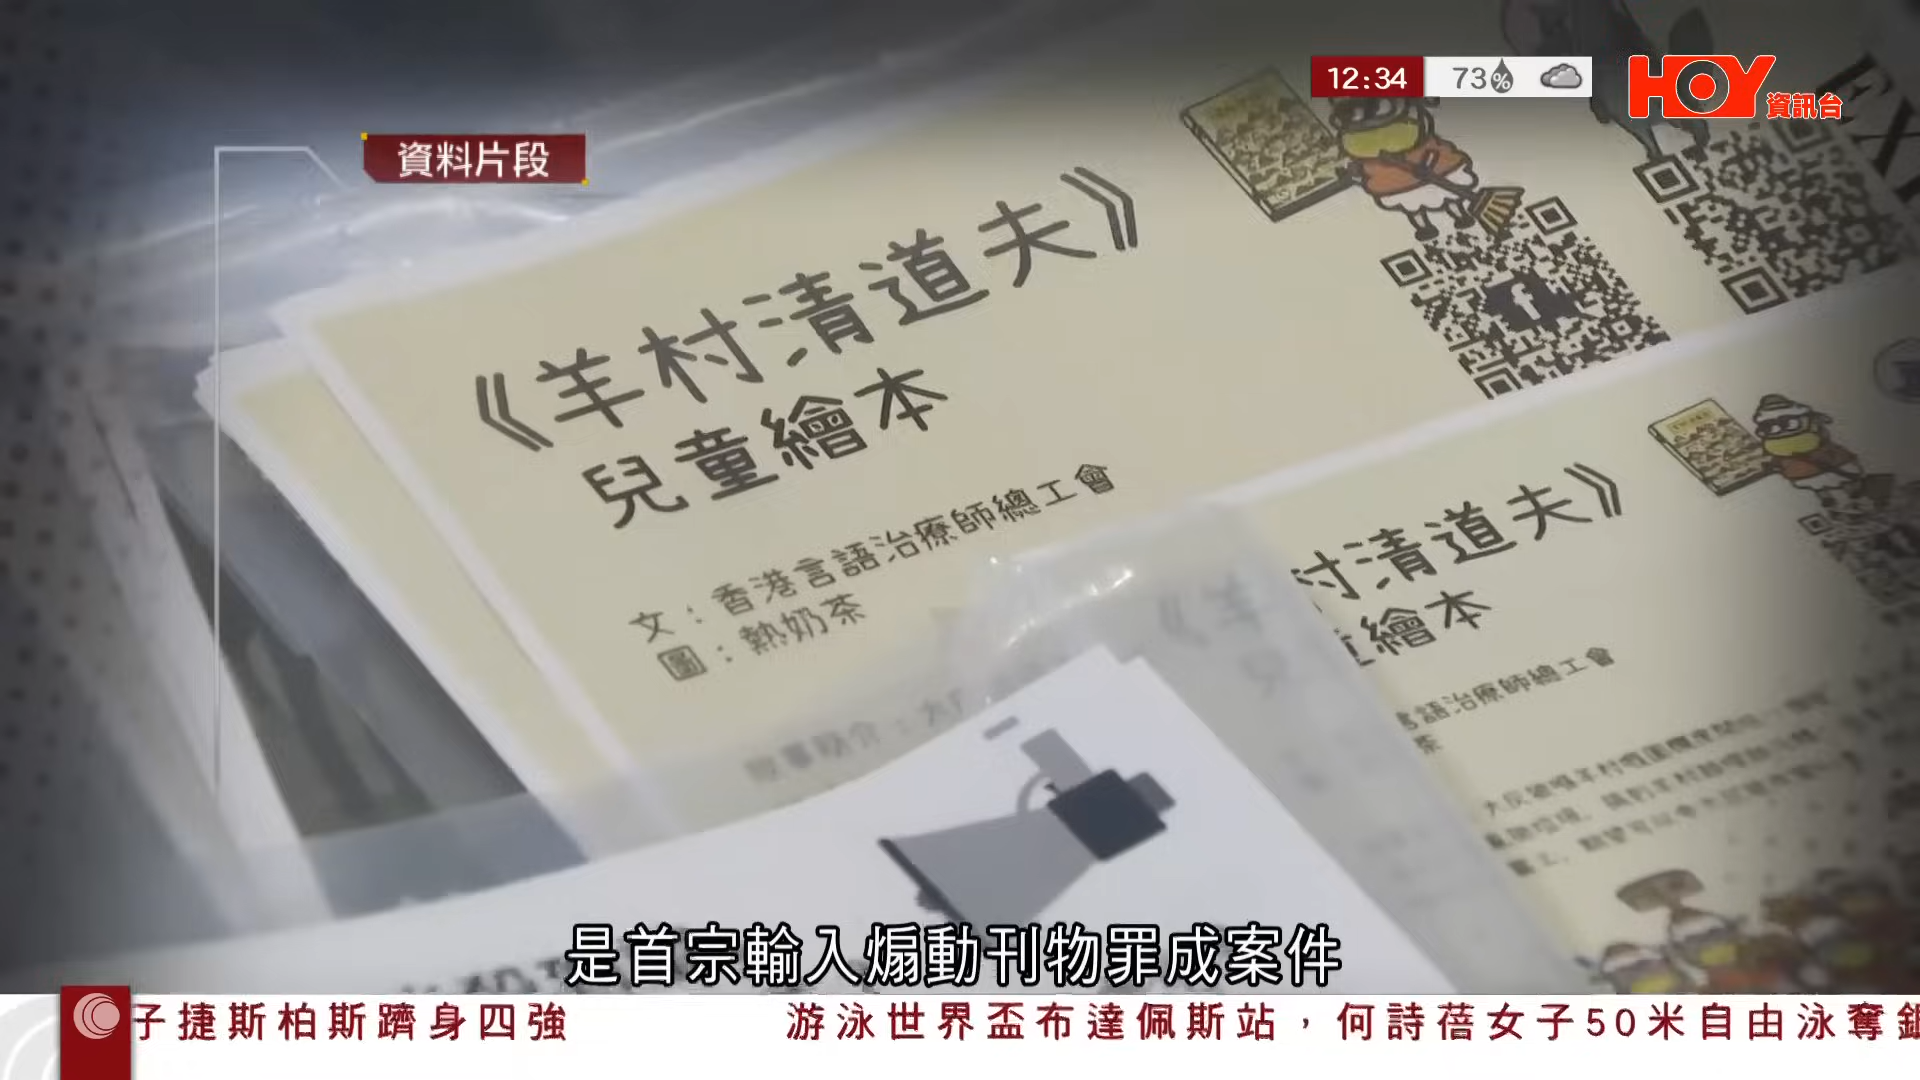 12:34 73%
HOY 資訊台
資料片段
《羊村清道夫》
兒童繪本
文：香港言語治療師總工會
圖：熱奶茶
村清道夫》
繪本
言語治療師總工會
茶
是首宗輸入煽動刊物罪成案件
子捷斯柏斯躋身四強 游泳世界盃布達佩斯站，何詩蓓女子50米自由泳奪